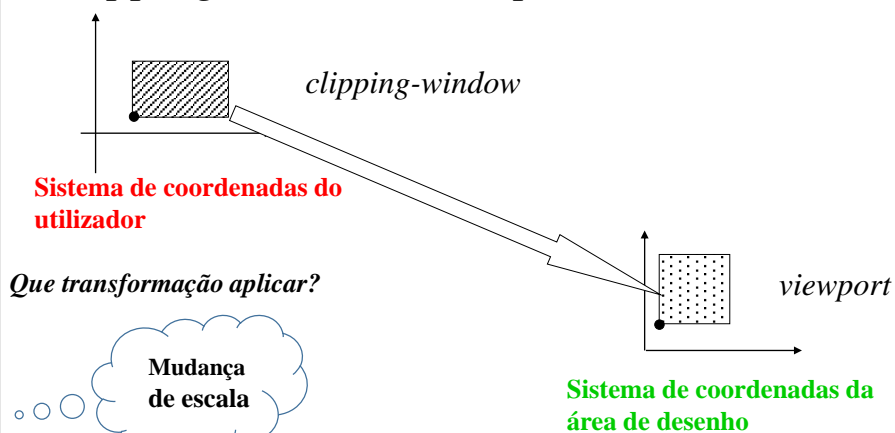 clipping-window
Sistema de coordenadas do
utilizador
Que transformação aplicar?
viewport
Mudança
de escala
Sistema de coordenadas da
área de desenho